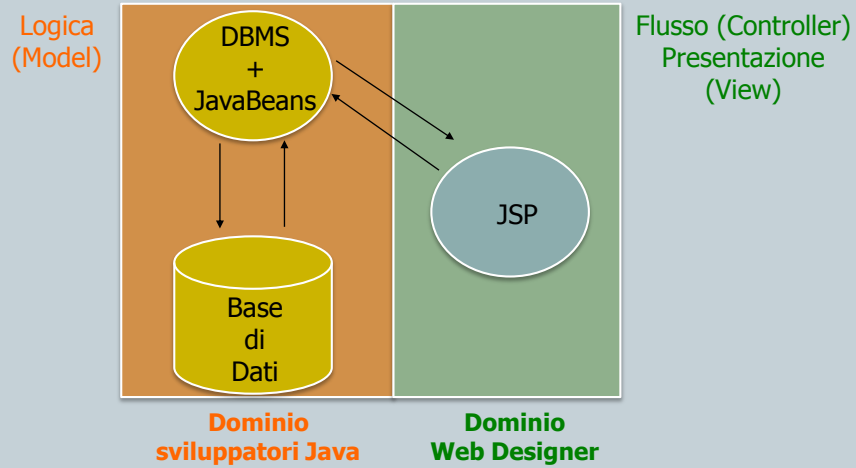 Logica
(Model)
DBMS
+
JavaBeans
Flusso (Controller)
Presentazione
(View)
JSP
Base
di
Dati
Dominio
sviluppatori Java
Dominio
Web Designer